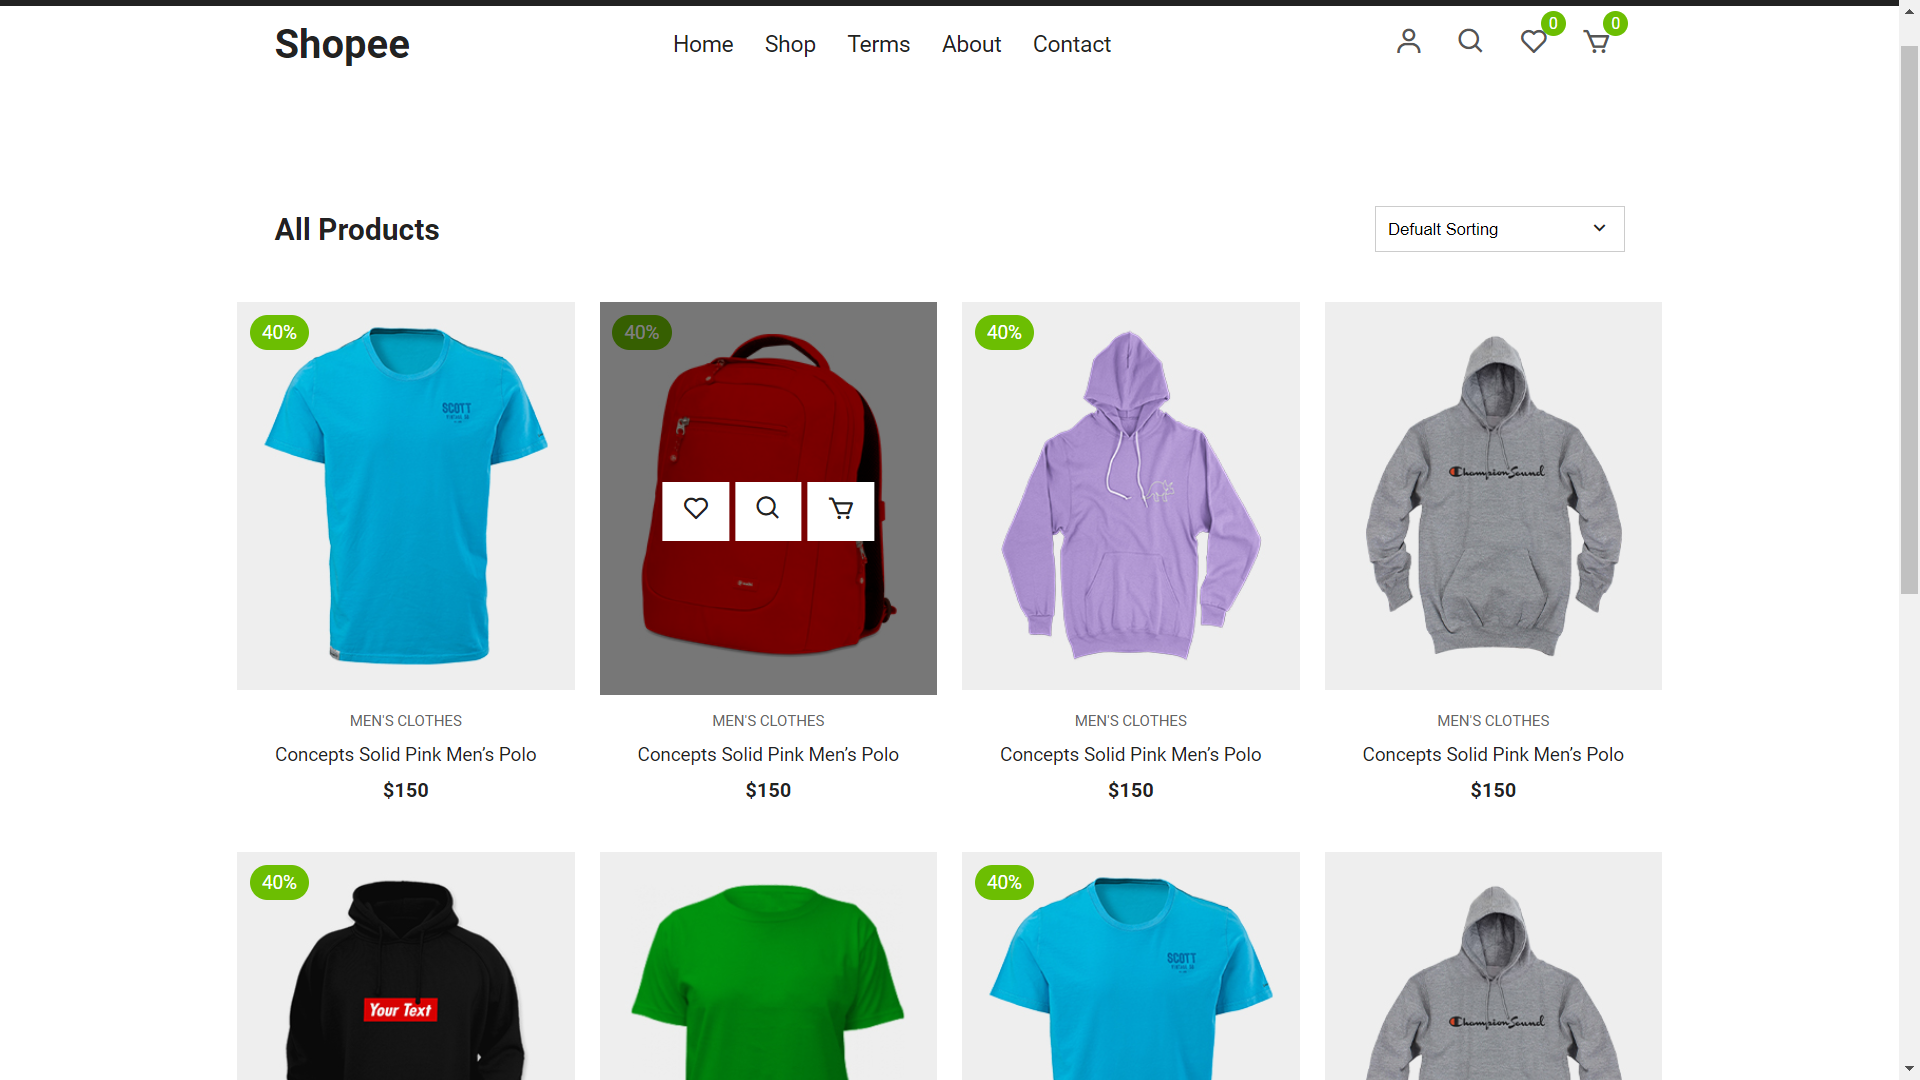 Shopee
Home Shop Terms About Contact
0 0
All Products
Defualt Sorting
40% 40% 40%
SCOTT
Champion Sound
MEN'S CLOTHES MEN'S CLOTHES MEN'S CLOTHES MEN'S CLOTHES
Concepts Solid Pink Men’s Polo Concepts Solid Pink Men’s Polo Concepts Solid Pink Men’s Polo Concepts Solid Pink Men’s Polo
$150 $150 $150 $150
40% 40%
SCOTT
Your Text
Champion Sound